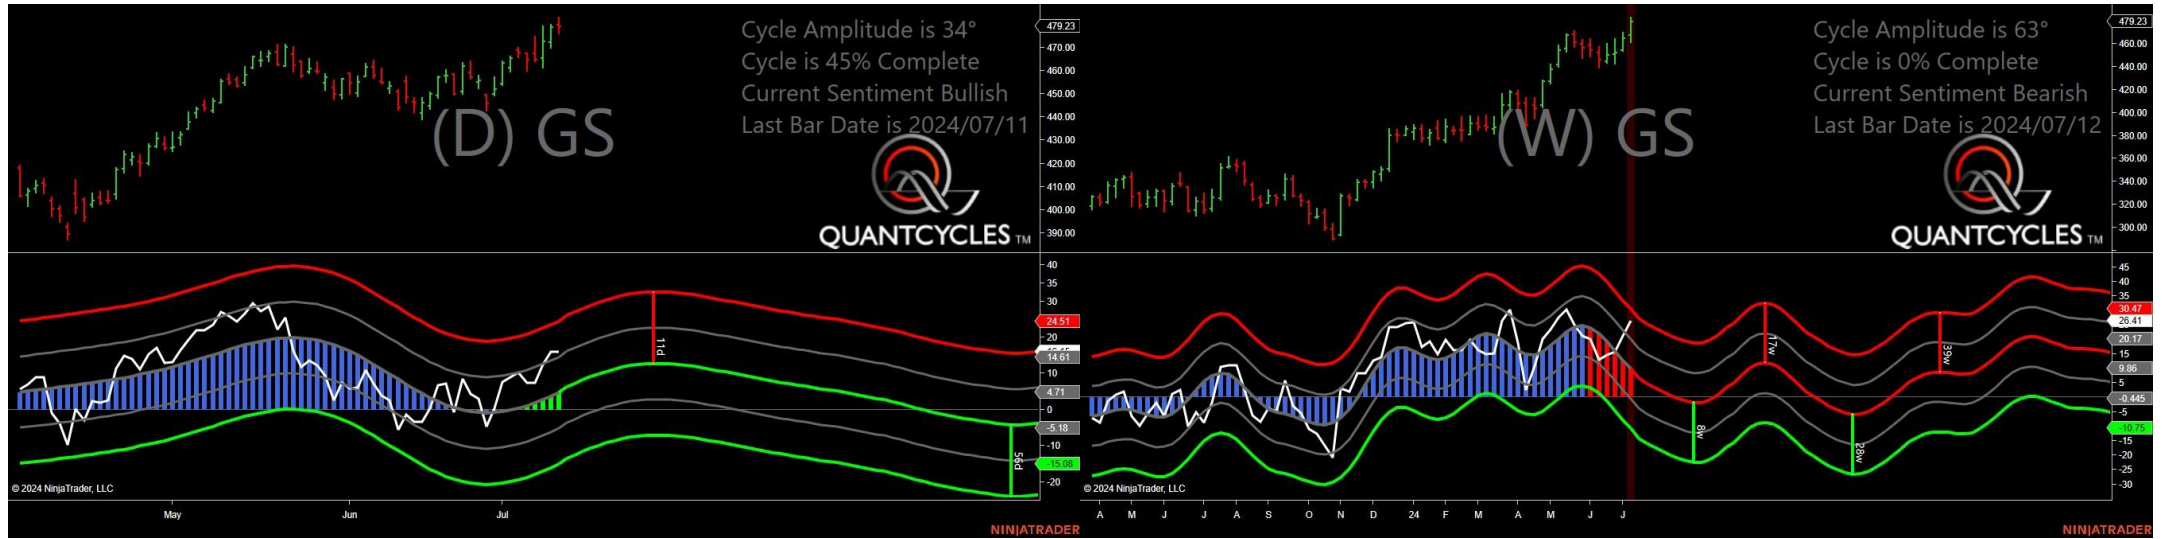 Cycle Amplitude is 34°
Cycle is 45% Complete
Current Sentiment Bullish
Last Bar Date is 2024/07/11
(D) GS
QUANTCYCLES TM
479.23
470.00
460.00
450.00
440.00
430.00
420.00
410.00
400.00
390.00
40
35
30
24.51
20
14.61
10
4.71
0
-5.18
-10
-15.08
-20
11d
56d
© 2024 NinjaTrader, LLC
May
Jun
Jul
NINJATRADER
Cycle Amplitude is 63°
Cycle is 0% Complete
Current Sentiment Bearish
Last Bar Date is 2024/07/12
(W) GS
QUANTCYCLES TM
479.23
460.00
440.00
420.00
400.00
380.00
360.00
340.00
320.00
300.00
45
35
30.47
26.41
20.17
15
9.86
5
-0.445
-5
-10.75
-15
-20
-25
-30
17w
39w
8w
28w
© 2024 NinjaTrader, LLC
A M J J A S O N D 24 F M A M J J
NINJATRADER